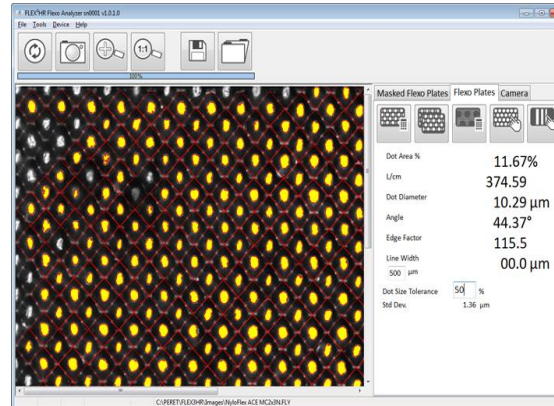 FLEX³HR Flexo Analyzer sn0001 v1.0.1.0
File Tools Device Help
1:1
100%
Masked Flexo Plates Flexo Plates Camera
Dot Area % 11.67%
L/cm 374.59
Dot Diameter 10.29 µm
Angle 44.37°
Edge Factor 115.5
Line Width 00.0 µm
500 µm
Dot Size Tolerance 50 %
Std Dev. 1.36 µm
C:\PERET\FLEX3HR\Images\NyloFlex ACE MC2x3N.FLY